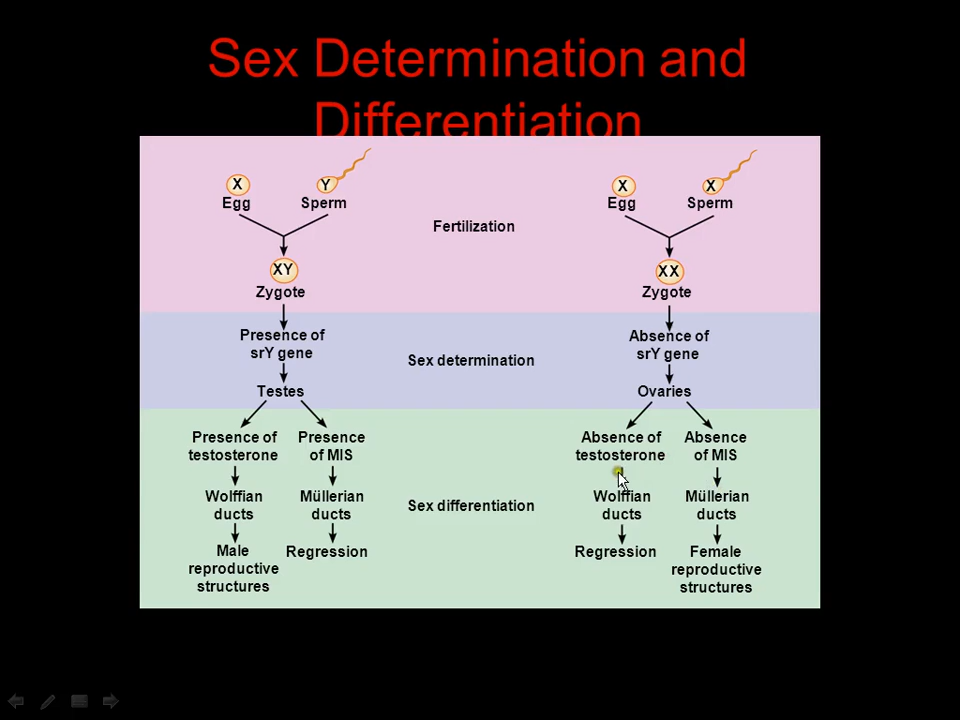 Sex Determination and
Differentiation
X
Egg
Y
Sperm
Fertilization
X
Egg
X
Sperm
XY
Zygote
XX
Zygote
Presence of
srY gene
Sex determination
Absence of
srY gene
Testes
Ovaries
Presence of
testosterone
Presence
of MIS
Absence of
testosterone
Absence
of MIS
Wolffian
ducts
Müllerian
ducts
Sex differentiation
Wolffian
ducts
Müllerian
ducts
Male
reproductive
structures
Regression
Regression
Female
reproductive
structures